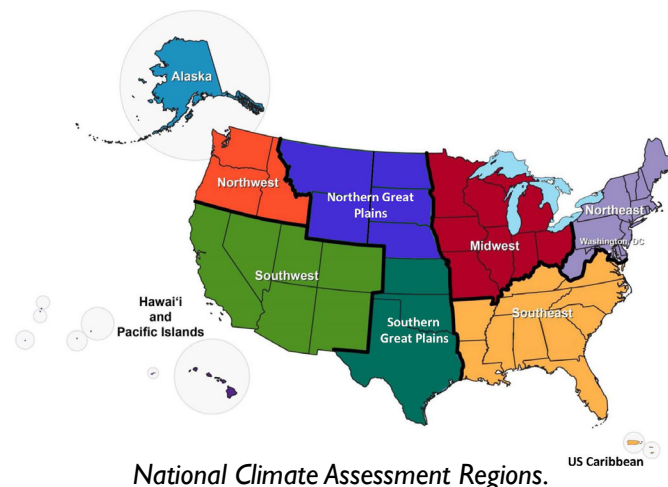 Alaska
Northwest
Northern Great
Plains
Northeast
Washington, DC
Midwest
Southwest
Hawai‘i
and
Pacific Islands
Southern
Great Plains
Southeast
US Caribbean
National Climate Assessment Regions.